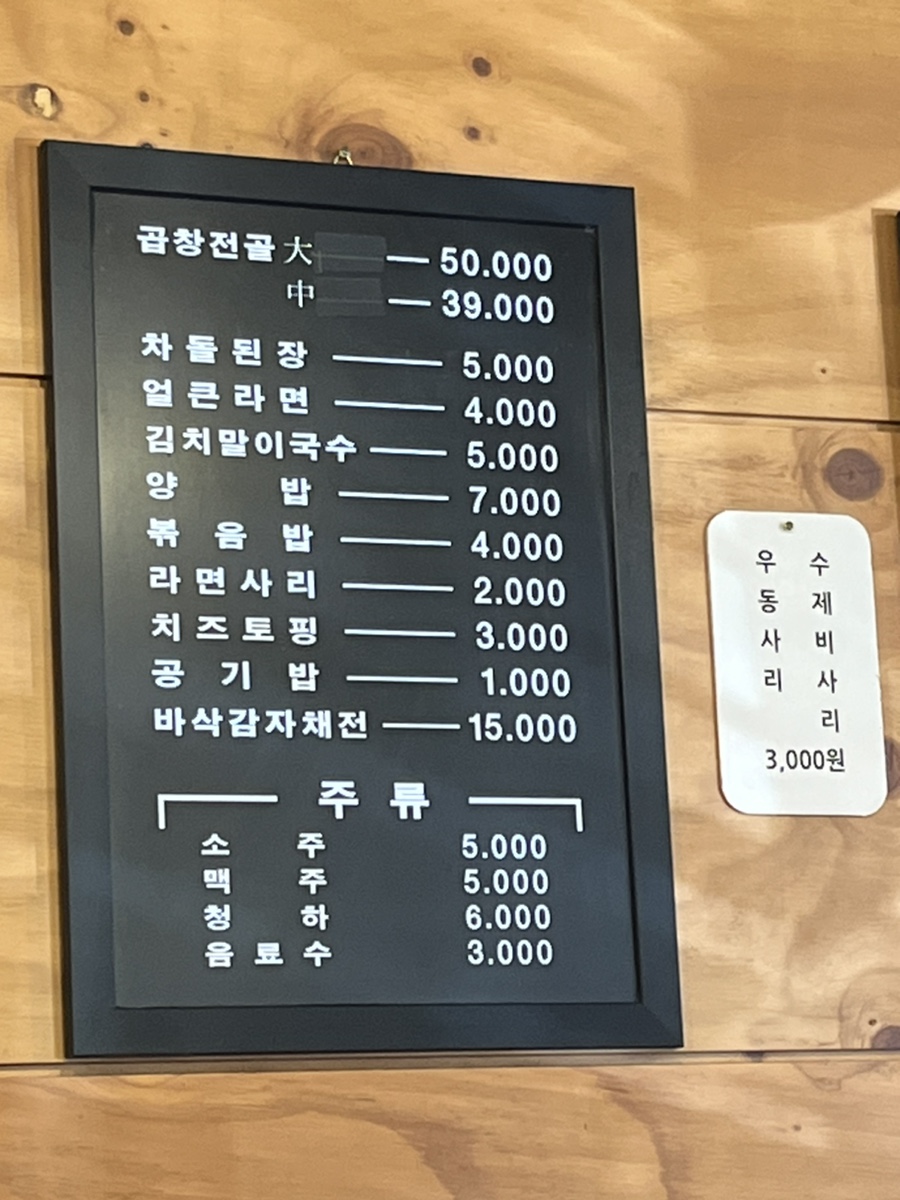 곱창전골 大 — 50.000
中 — 39.000
차돌된장 — 5.000
얼큰라면 — 4.000
김치말이국수 — 5.000
양 밥 — 7.000
볶음밥 — 4.000
라면사리 — 2.000
치즈토핑 — 3.000
공기밥 — 1.000
바삭감자채전 — 15.000
주 류
소 주 5.000
맥 주 5.000
청 하 6.000
음료수 3.000
우동사리
수제비사리
3,000원